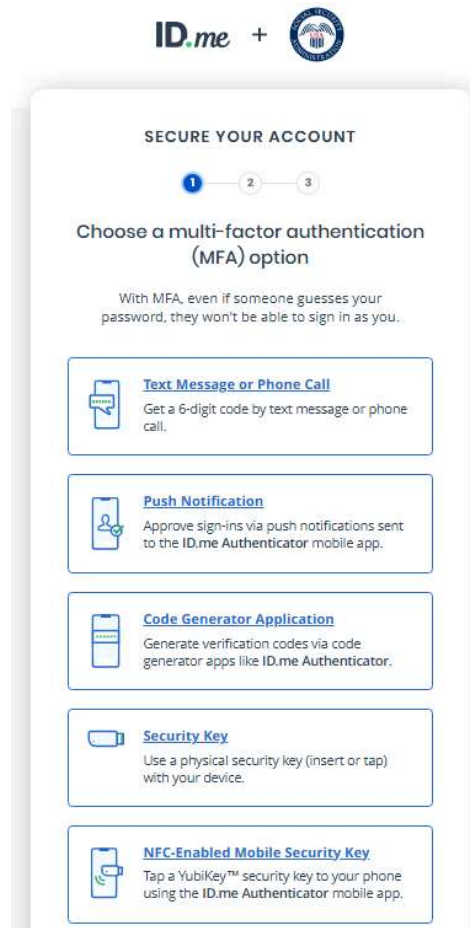 ID.me +
SOCIAL SECURITY ADMINISTRATION
USA
SECURE YOUR ACCOUNT
1 2 3
Choose a multi-factor authentication
(MFA) option
With MFA, even if someone guesses your
password, they won't be able to sign in as you.
Text Message or Phone Call
Get a 6-digit code by text message or phone
call.
Push Notification
Approve sign-ins via push notifications sent
to the ID.me Authenticator mobile app.
Code Generator Application
Generate verification codes via code
generator apps like ID.me Authenticator.
Security Key
Use a physical security key (insert or tap)
with your device.
NFC-Enabled Mobile Security Key
Tap a YubiKey™ security key to your phone
using the ID.me Authenticator mobile app.